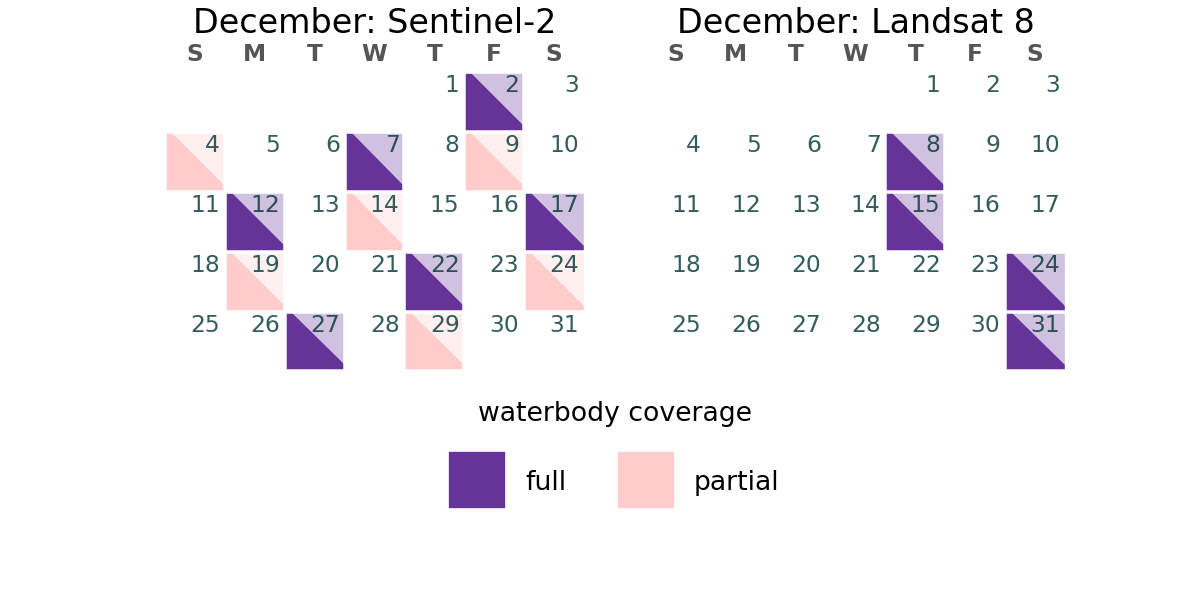 December: Sentinel-2
S M T W T F S
1 2 3
4 5 6 7 8 9 10
11 12 13 14 15 16 17
18 19 20 21 22 23 24
25 26 27 28 29 30 31
December: Landsat 8
S M T W T F S
1 2 3
4 5 6 7 8 9 10
11 12 13 14 15 16 17
18 19 20 21 22 23 24
25 26 27 28 29 30 31
waterbody coverage
full partial